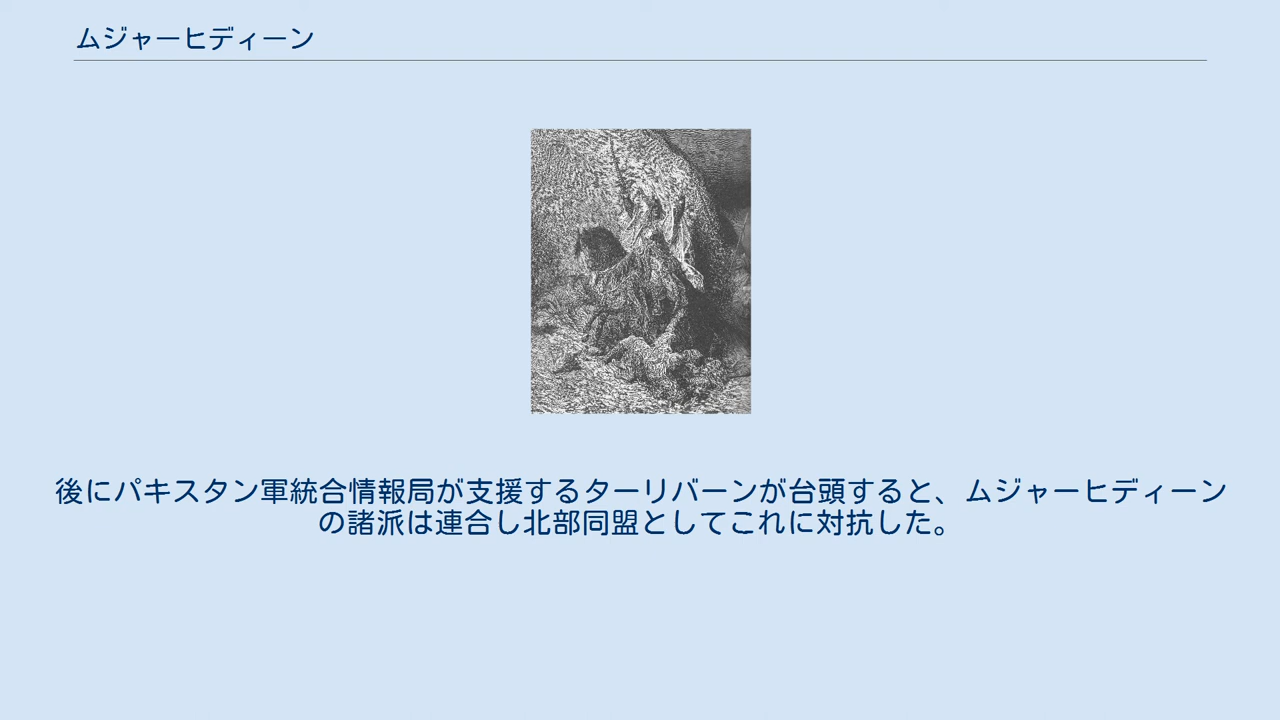 ムジャーヒディーン
後にパキスタン軍統合情報局が支援するターリバーンが台頭すると、ムジャーヒディーン
の諸派は連合し北部同盟としてこれに対抗した。